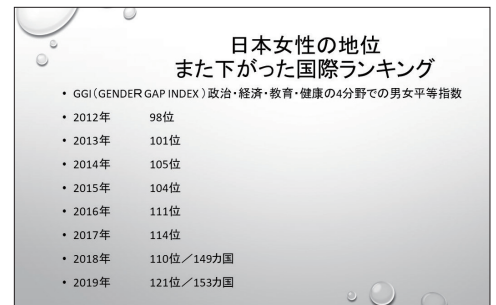 日本女性の地位
また下がった国際ランキング
• GGI(GENDER GAP INDEX )政治・経済・教育・健康の4分野での男女平等指数
• 2012年 98位
• 2013年 101位
• 2014年 105位
• 2015年 104位
• 2016年 111位
• 2017年 114位
• 2018年 110位／149カ国
• 2019年 121位／153カ国